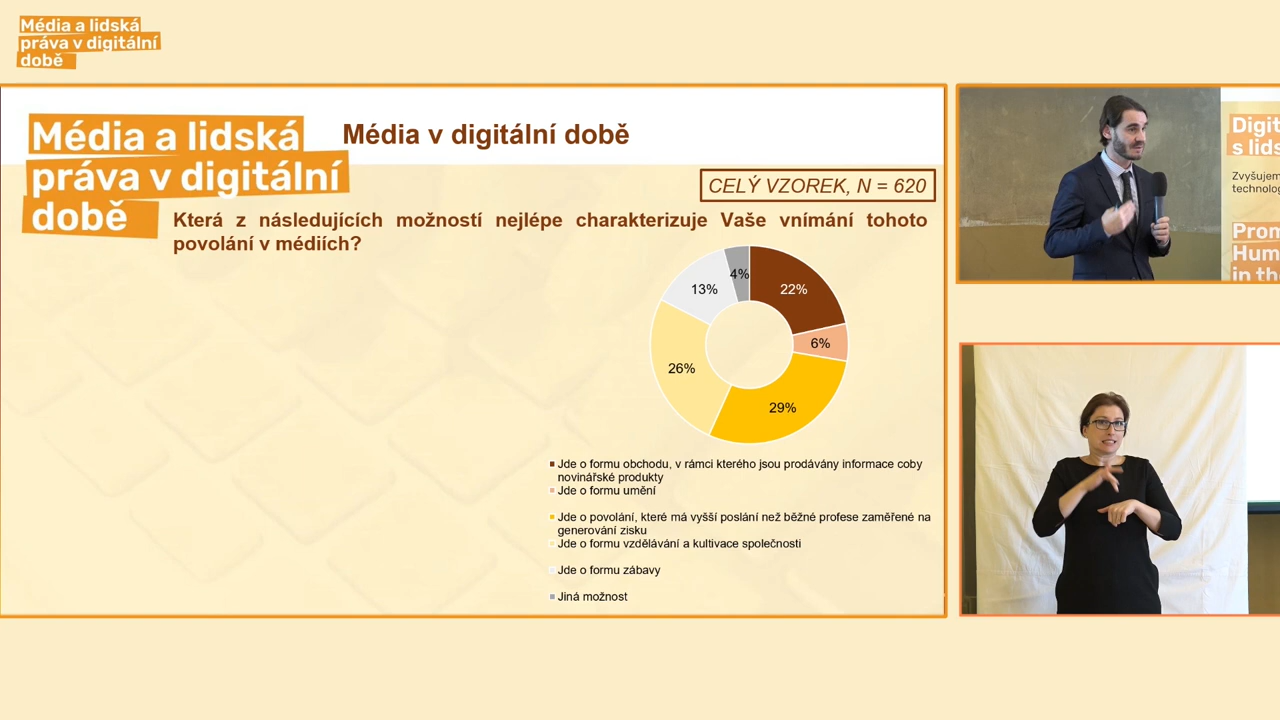 Média a lidská
práva v digitální
době
Média a lidská
práva v digitální
době
Média v digitální době
CELÝ VZOREK, N = 620
Která z následujících možností nejlépe charakterizuje Vaše vnímání tohoto
povolání v médiích?
4%
22%
13%
6%
26%
29%
Jde o formu obchodu, v rámci kterého jsou prodávány informace coby
novinářské produkty
Jde o formu umění
Jde o povolání, které má vyšší poslání než běžné profese zaměřené na
generování zisku
Jde o formu vzdělávání a kultivace společnosti
Jde o formu zábavy
Jiná možnost
Digit
s lids
Zvyšujem
technolog
Prom
Hum
in the